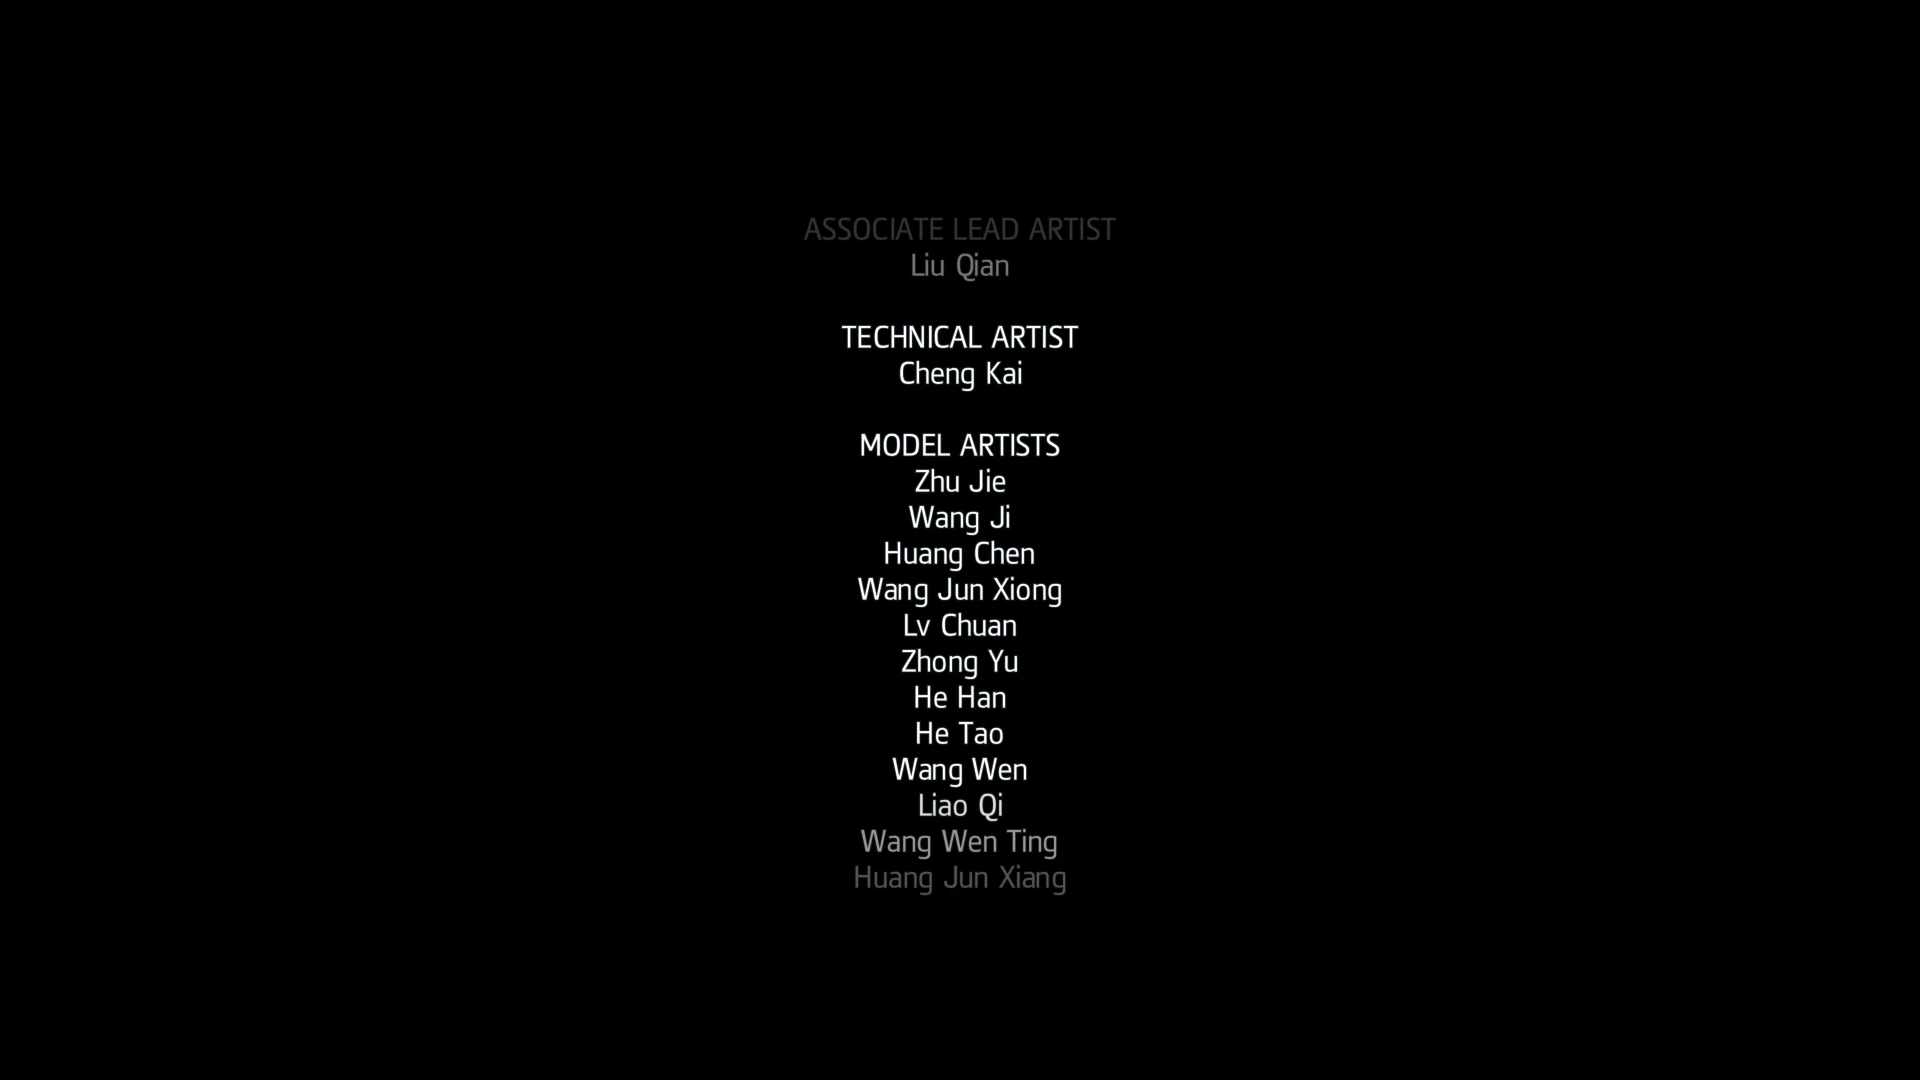 ASSOCIATE LEAD ARTIST
Liu Qian
TECHNICAL ARTIST
Cheng Kai
MODEL ARTISTS
Zhu Jie
Wang Ji
Huang Chen
Wang Jun Xiong
Lv Chuan
Zhong Yu
He Han
He Tao
Wang Wen
Liao Qi
Wang Wen Ting
Huang Jun Xiang